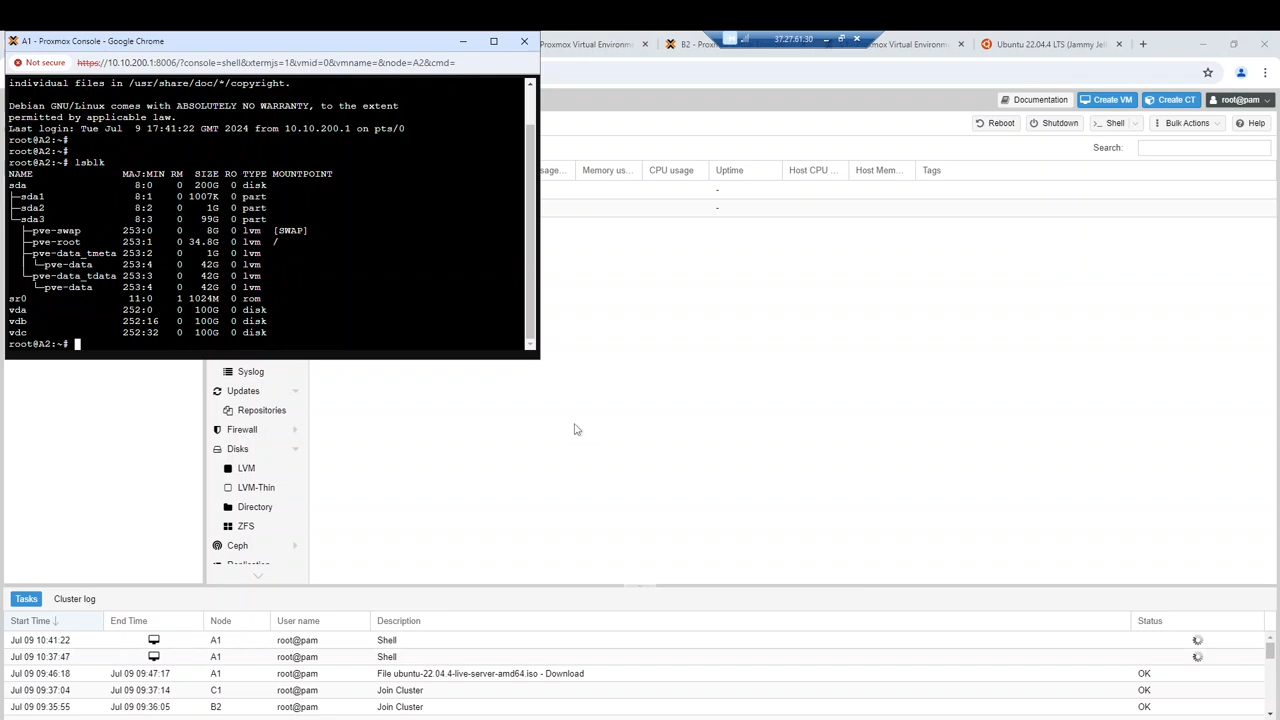 A1 - Proxmox Console - Google Chrome
Not secure https://10.10.200.1:8006/?console=shell&xtermjs=1&vmid=0&vmname=&node=A2&cmd=
individual files in /usr/share/doc/*/copyright.
Debian GNU/Linux comes with ABSOLUTELY NO WARRANTY, to the extent
permitted by applicable law.
Last login: Tue Jul  9 17:41:22 GMT 2024 from 10.10.200.1 on pts/0
root@A2:~#
root@A2:~#
root@A2:~# lsblk
NAME MAJ:MIN RM SIZE RO TYPE MOUNTPOINT
sda 8:0 0 200G 0 disk
├─sda1 8:1 0 1007K 0 part
├─sda2 8:2 0 1G 0 part
└─sda3 8:3 0 99G 0 part
├─pve-swap 253:0 0 8G 0 lvm [SWAP]
├─pve-root 253:1 0 34.8G 0 lvm /
├─pve-data_tmeta 253:2 0 1G 0 lvm
│ └─pve-data 253:4 0 42G 0 lvm
└─pve-data_tdata 253:3 0 42G 0 lvm
└─pve-data 253:4 0 42G 0 lvm
sr0 11:0 1 1024M 0 rom
vda 252:0 0 100G 0 disk
vdb 252:16 0 100G 0 disk
vdc 252:32 0 100G 0 disk
root@A2:~#
Proxmox Virtual Environm
B2 - Pro
37.27.61.30
Proxmox Virtual Environm
Ubuntu 22.04.4 LTS (Jammy Jell
Documentation Create VM Create CT root@pam
Reboot Shutdown Shell Bulk Actions Help
Search:
sage... Memory us... CPU usage Uptime Host CPU ... Host Mem... Tags
-
-
Syslog
Updates
Repositories
Firewall
Disks
LVM
LVM-Thin
Directory
ZFS
Ceph
Replication
Tasks Cluster log
Start Time End Time Node User name Description Status
Jul 09 10:41:22 A1 root@pam Shell
Jul 09 10:37:47 A1 root@pam Shell
Jul 09 09:46:18 Jul 09 09:47:17 A1 root@pam File ubuntu-22.04.4-live-server-amd64.iso - Download OK
Jul 09 09:37:04 Jul 09 09:37:14 C1 root@pam Join Cluster OK
Jul 09 09:35:55 Jul 09 09:36:05 B2 root@pam Join Cluster OK